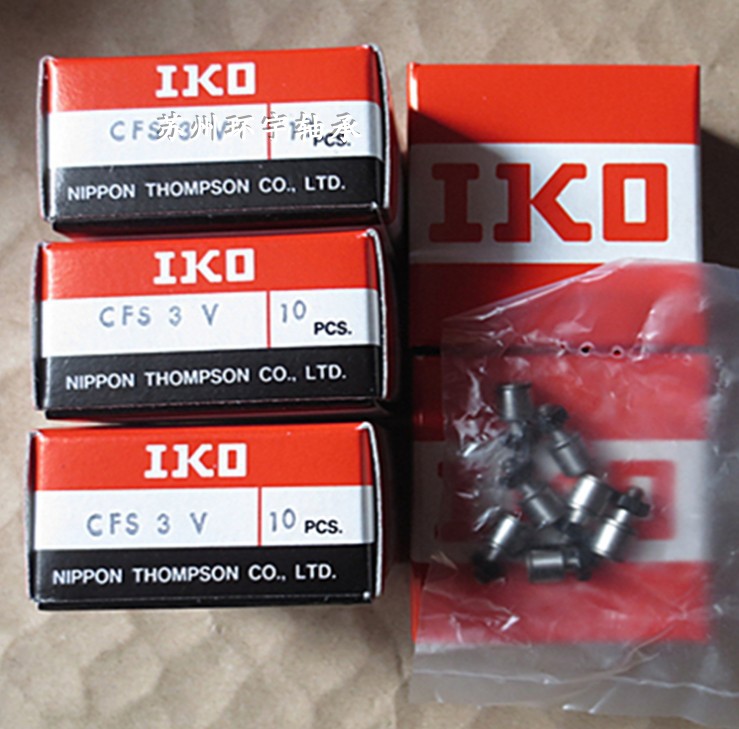 IKO
CFS 3 V
苏州环宇轴承
PCS.
NIPPON THOMPSON CO., LTD.
IKO
CFS 3 V 10 PCS.
NIPPON THOMPSON CO., LTD.
IKO
CFS 3 V 10 PCS.
NIPPON THOMPSON CO., LTD.
IKO
IKO